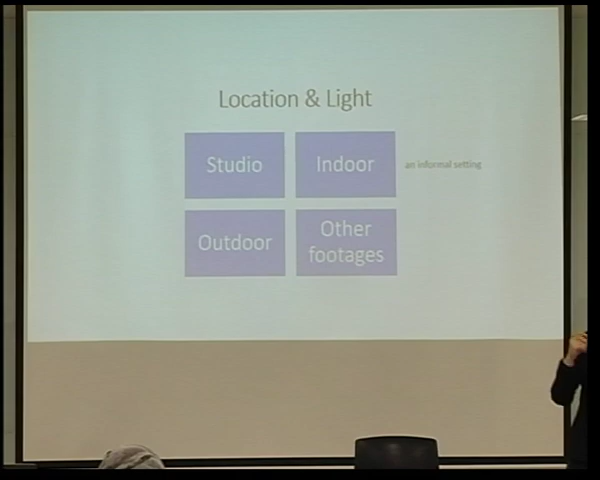 Location & Light
Studio
Indoor
an informal setting
Outdoor
Other
footages